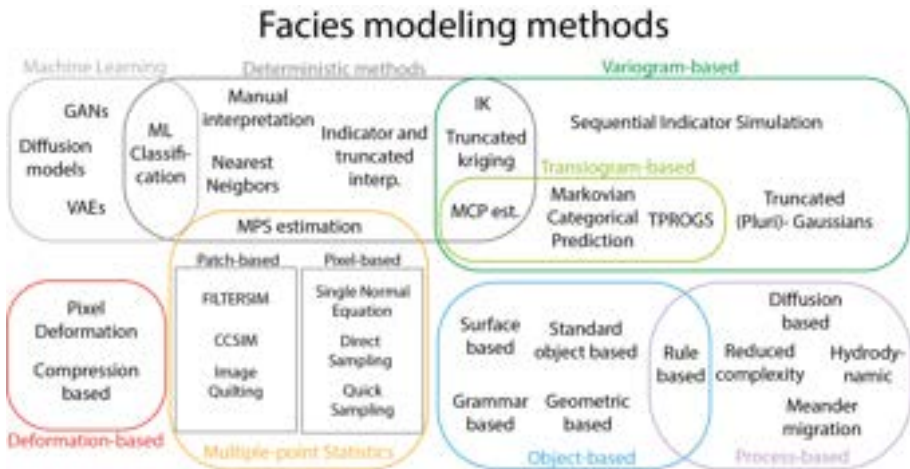 Facies modeling methods
Machine Learning
Deterministic methods
Variogram-based
GANs
Diffusion
models
VAEs
ML
Classifi-
cation
Manual
interpretation
Nearest
Neigbors
Indicator and
truncated
interp.
MPS estimation
IK
Truncated
kriging
MCP est.
Sequential Indicator Simulation
Transiogram-based
Markovian
Categorical
Prediction
TPROGS
Truncated
(Pluri)- Gaussians
Patch-based
FILTERSIM
CCSIM
Image
Quilting
Pixel-based
Single Normal
Equation
Direct
Sampling
Quick
Sampling
Multiple-point Statistics
Pixel
Deformation
Compression
based
Deformation-based
Surface
based
Standard
object based
Grammar
based
Geometric
based
Object-based
Rule
based
Diffusion
based
Reduced
complexity
Hydrody-
namic
Meander
migration
Process-based